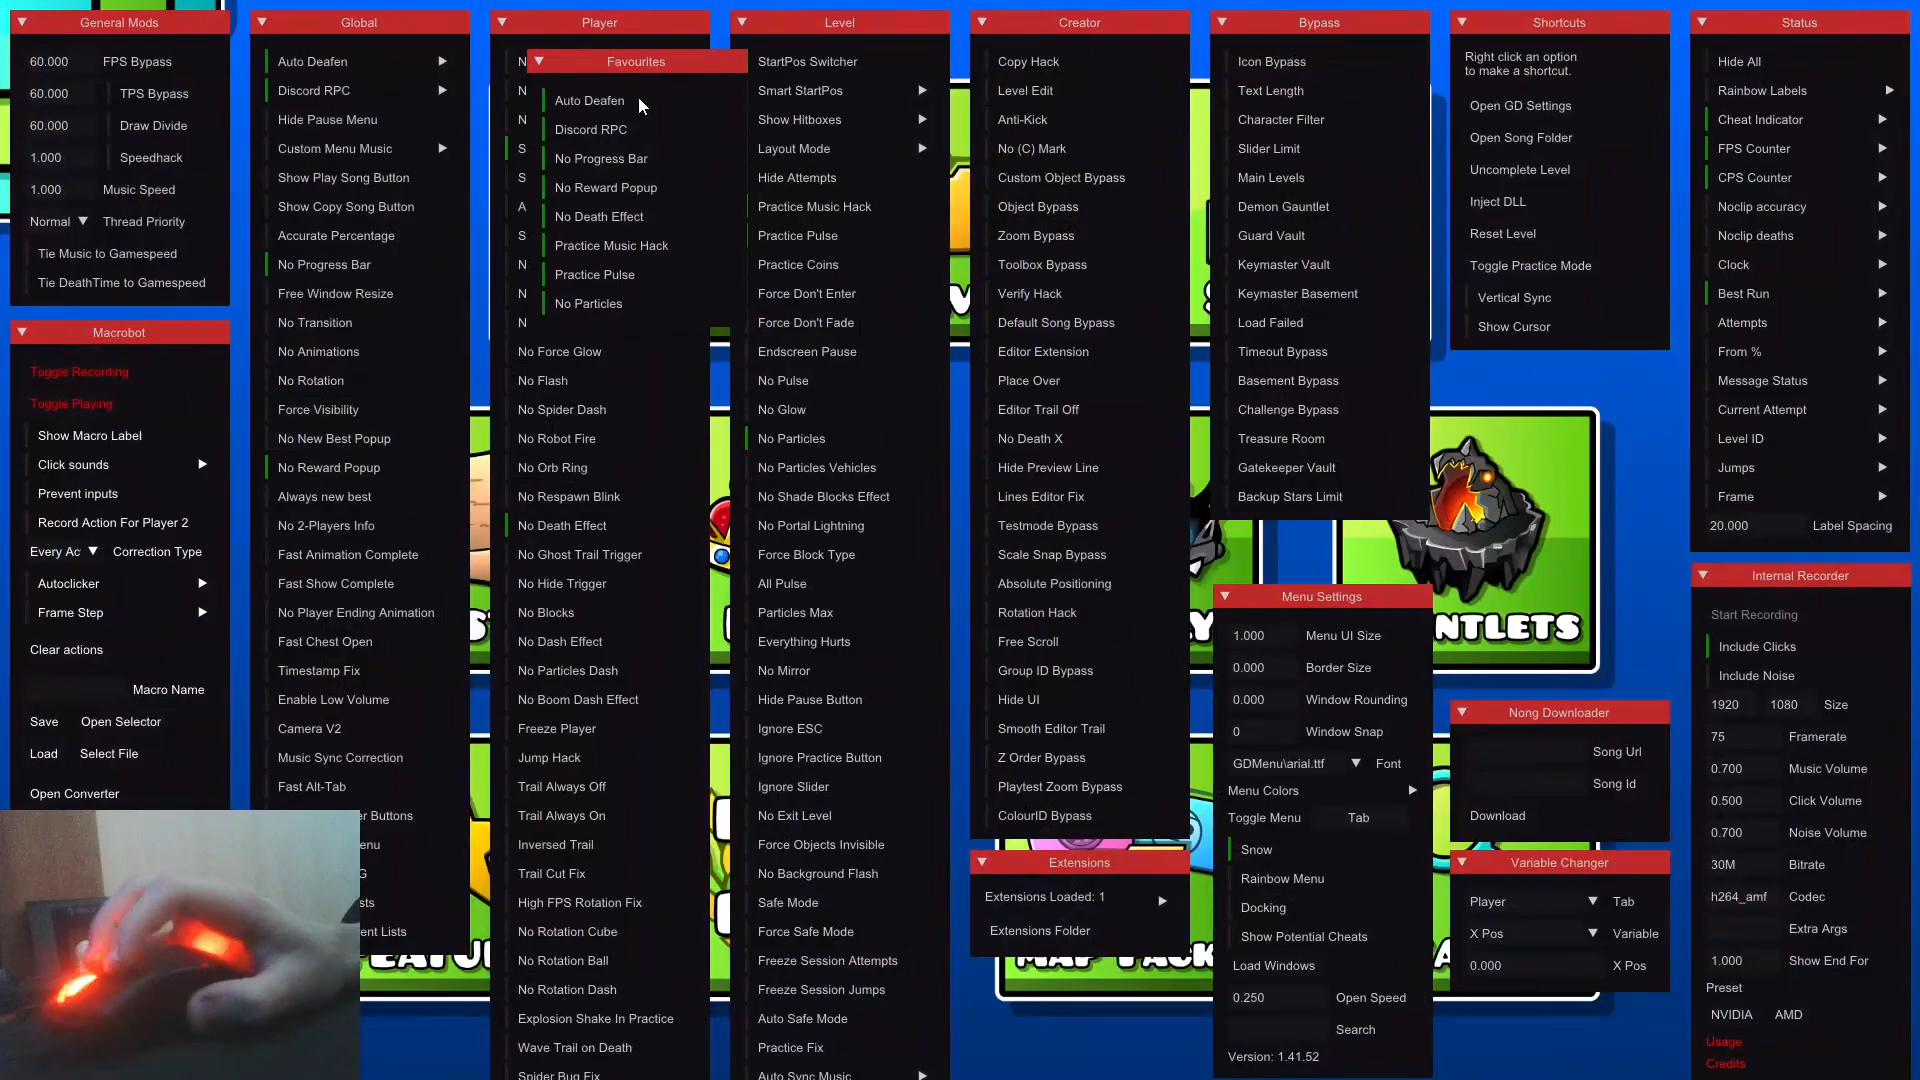 General Mods
60.000 FPS Bypass
60.000 TPS Bypass
60.000 Draw Divide
1.000 Speedhack
1.000 Music Speed
Normal Thread Priority
Tie Music to Gamespeed
Tie DeathTime to Gamespeed
Macrobot
Toggle Recording
Toggle Playing
Show Macro Label
Click sounds
Prevent inputs
Record Action For Player 2
Every Ac Correction Type
Autoclicker
Frame Step
Clear actions
Macro Name
Save Open Selector
Load Select File
Open Converter
Global
Auto Deafen
Discord RPC
Hide Pause Menu
Custom Menu Music
Show Play Song Button
Show Copy Song Button
Accurate Percentage
No Progress Bar
Free Window Resize
No Transition
No Animations
No Rotation
Force Visibility
No New Best Popup
No Reward Popup
Always new best
No 2-Players Info
Fast Animation Complete
Fast Show Complete
No Player Ending Animation
Fast Chest Open
Timestamp Fix
Enable Low Volume
Camera V2
Music Sync Correction
Fast Alt-Tab
er Buttons
enu
G
sts
ent Lists
Player
N
N
N
S
S
A
S
N
N
N
No Force Glow
No Flash
No Spider Dash
No Robot Fire
No Orb Ring
No Respawn Blink
No Death Effect
No Ghost Trail Trigger
No Hide Trigger
No Blocks
No Dash Effect
No Particles Dash
No Boom Dash Effect
Freeze Player
Jump Hack
Trail Always Off
Trail Always On
Inversed Trail
Trail Cut Fix
High FPS Rotation Fix
No Rotation Cube
No Rotation Ball
No Rotation Dash
Explosion Shake In Practice
Wave Trail on Death
Spider Bug Fix
Favourites
Auto Deafen
Discord RPC
No Progress Bar
No Reward Popup
No Death Effect
Practice Music Hack
Practice Pulse
No Particles
Level
StartPos Switcher
Smart StartPos
Show Hitboxes
Layout Mode
Hide Attempts
Practice Music Hack
Practice Pulse
Practice Coins
Force Don't Enter
Force Don't Fade
Endscreen Pause
No Pulse
No Glow
No Particles
No Particles Vehicles
No Shade Blocks Effect
No Portal Lightning
Force Block Type
All Pulse
Particles Max
Everything Hurts
No Mirror
Hide Pause Button
Ignore ESC
Ignore Practice Button
Ignore Slider
No Exit Level
Force Objects Invisible
No Background Flash
Safe Mode
Force Safe Mode
Freeze Session Attempts
Freeze Session Jumps
Auto Safe Mode
Practice Fix
Auto Sync Music
Creator
Copy Hack
Level Edit
Anti-Kick
No (C) Mark
Custom Object Bypass
Object Bypass
Zoom Bypass
Toolbox Bypass
Verify Hack
Default Song Bypass
Editor Extension
Place Over
Editor Trail Off
No Death X
Hide Preview Line
Lines Editor Fix
Testmode Bypass
Scale Snap Bypass
Absolute Positioning
Rotation Hack
Free Scroll
Group ID Bypass
Hide UI
Smooth Editor Trail
Z Order Bypass
Playtest Zoom Bypass
ColourID Bypass
Extensions
Extensions Loaded: 1
Extensions Folder
Bypass
Icon Bypass
Text Length
Character Filter
Slider Limit
Main Levels
Demon Gauntlet
Guard Vault
Keymaster Vault
Keymaster Basement
Load Failed
Timeout Bypass
Basement Bypass
Challenge Bypass
Treasure Room
Gatekeeper Vault
Backup Stars Limit
Menu Settings
1.000 Menu UI Size
0.000 Border Size
0.000 Window Rounding
0 Window Snap
GDMenu\arial.ttf Font
Menu Colors
Toggle Menu Tab
Snow
Rainbow Menu
Docking
Show Potential Cheats
Load Windows
0.250 Open Speed
Search
Version: 1.41.52
Shortcuts
Right click an option
to make a shortcut.
Open GD Settings
Open Song Folder
Uncomplete Level
Inject DLL
Reset Level
Toggle Practice Mode
Vertical Sync
Show Cursor
NTLETS
Nong Downloader
Song Url
Song Id
Download
Variable Changer
Player Tab
X Pos Variable
0.000 X Pos
Status
Hide All
Rainbow Labels
Cheat Indicator
FPS Counter
CPS Counter
Noclip accuracy
Noclip deaths
Clock
Best Run
Attempts
From %
Message Status
Current Attempt
Level ID
Jumps
Frame
20.000 Label Spacing
Internal Recorder
Start Recording
Include Clicks
Include Noise
1920 1080 Size
75 Framerate
0.700 Music Volume
0.500 Click Volume
0.700 Noise Volume
30M Bitrate
h264_amf Codec
Extra Args
1.000 Show End For
Preset
NVIDIA AMD
Usage
Credits